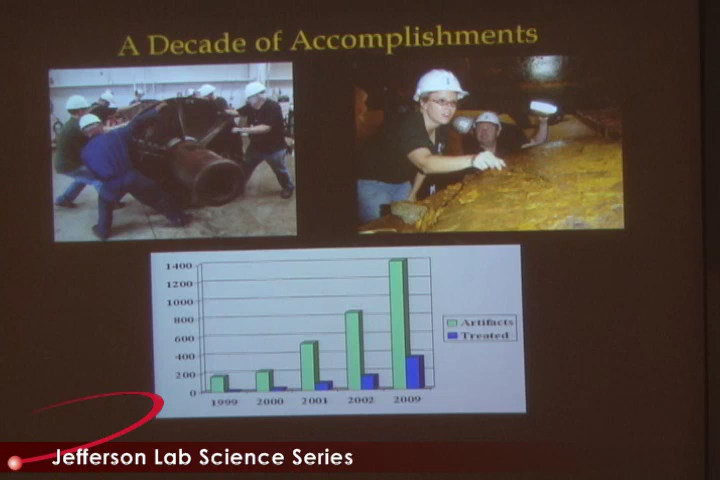 A Decade of Accomplishments
1400
1200
1000
800
600
400
200
0
1999 2000 2001 2002 2009
Artifacts
Treated
Jefferson Lab Science Series